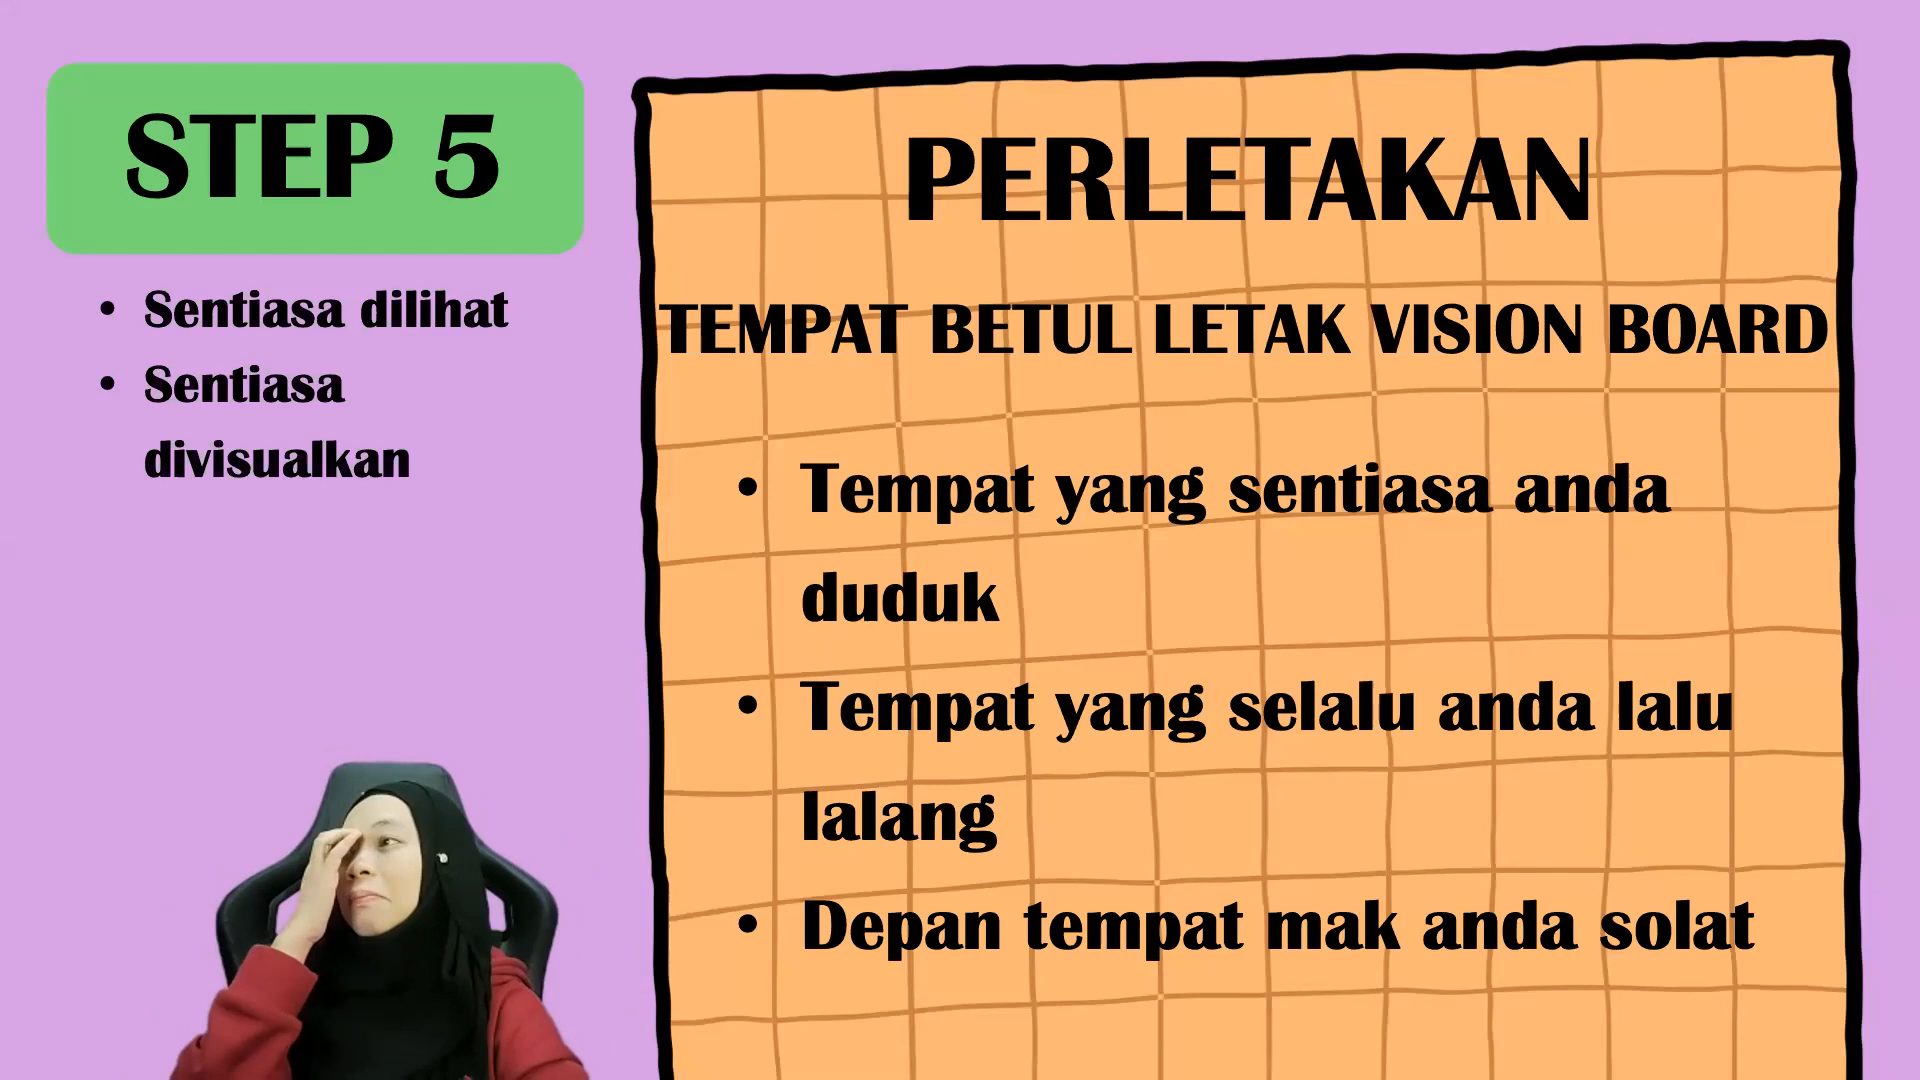 STEP 5
• Sentiasa dilihat
• Sentiasa
divisualkan
PERLETAKAN
TEMPAT BETUL LETAK VISION BOARD
• Tempat yang sentiasa anda
duduk
• Tempat yang selalu anda lalu
lalang
• Depan tempat mak anda solat